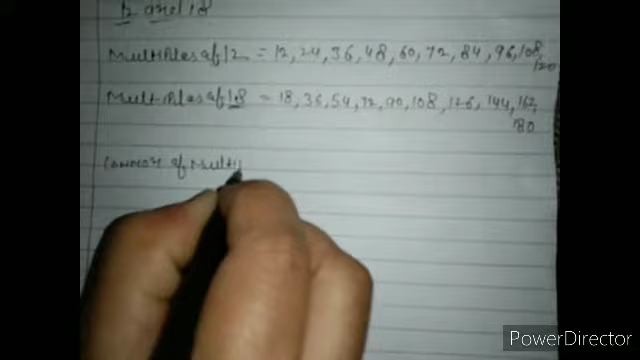 12 and 18
Multiples of 12 = 12, 24, 36, 48, 60, 72, 84, 96, 108,
120
Multiples of 18 = 18, 36, 54, 72, 90, 108, 126, 144, 162,
180
Common of Multi
PowerDirector